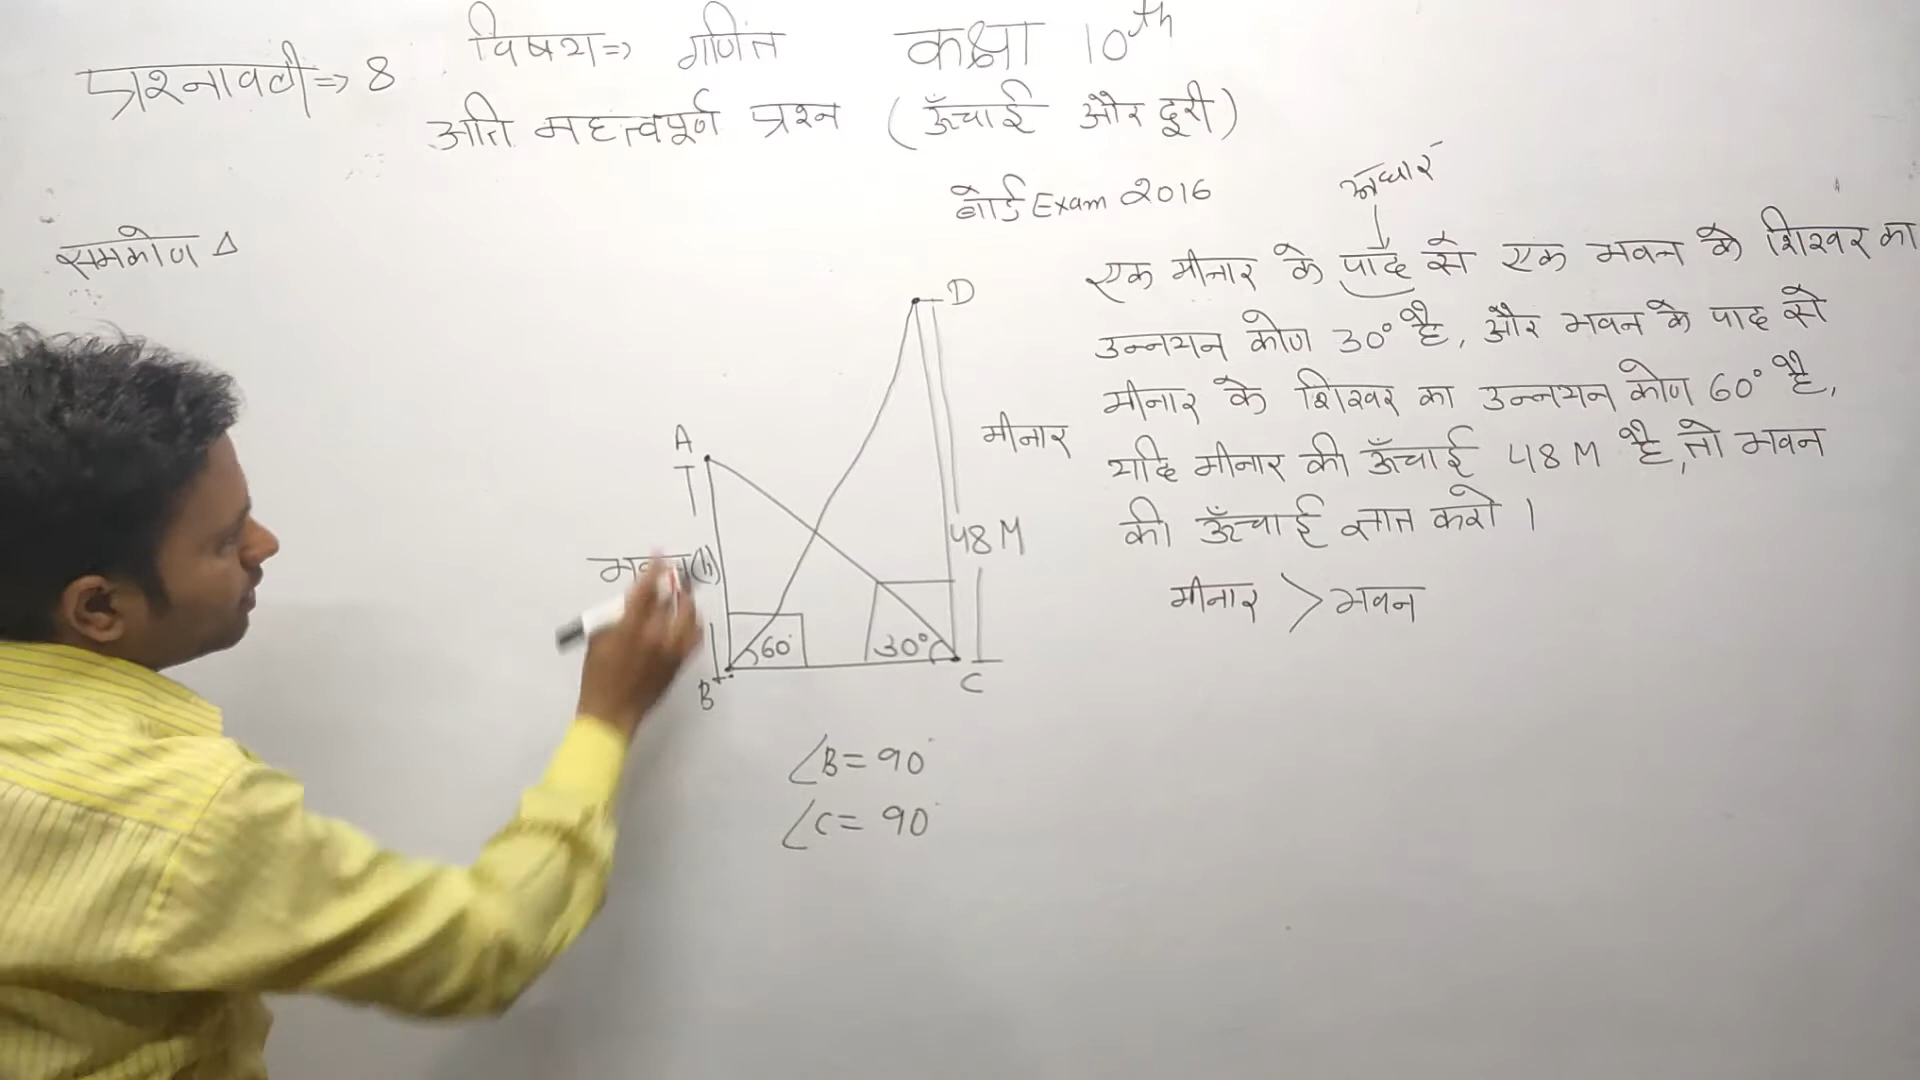 प्रश्नावली => 8
विषय => गणित
कक्षा 10th
अति महत्वपूर्ण प्रश्न (ऊँचाई और दूरी)
बोर्ड Exam 2016
समकोण Δ
एक मीनार के पाद से एक भवन के शिखर का
उन्नयन कोण 30° है, और भवन के पाद से
मीनार के शिखर का उन्नयन कोण 60° है,
यदि मीनार की ऊँचाई 48 M है, तो भवन
की ऊँचाई ज्ञात करो ।
मीनार > भवन
D
A
मीनार
48 M
(h)
60°
30°
B
C
∠B = 90°
∠C = 90°